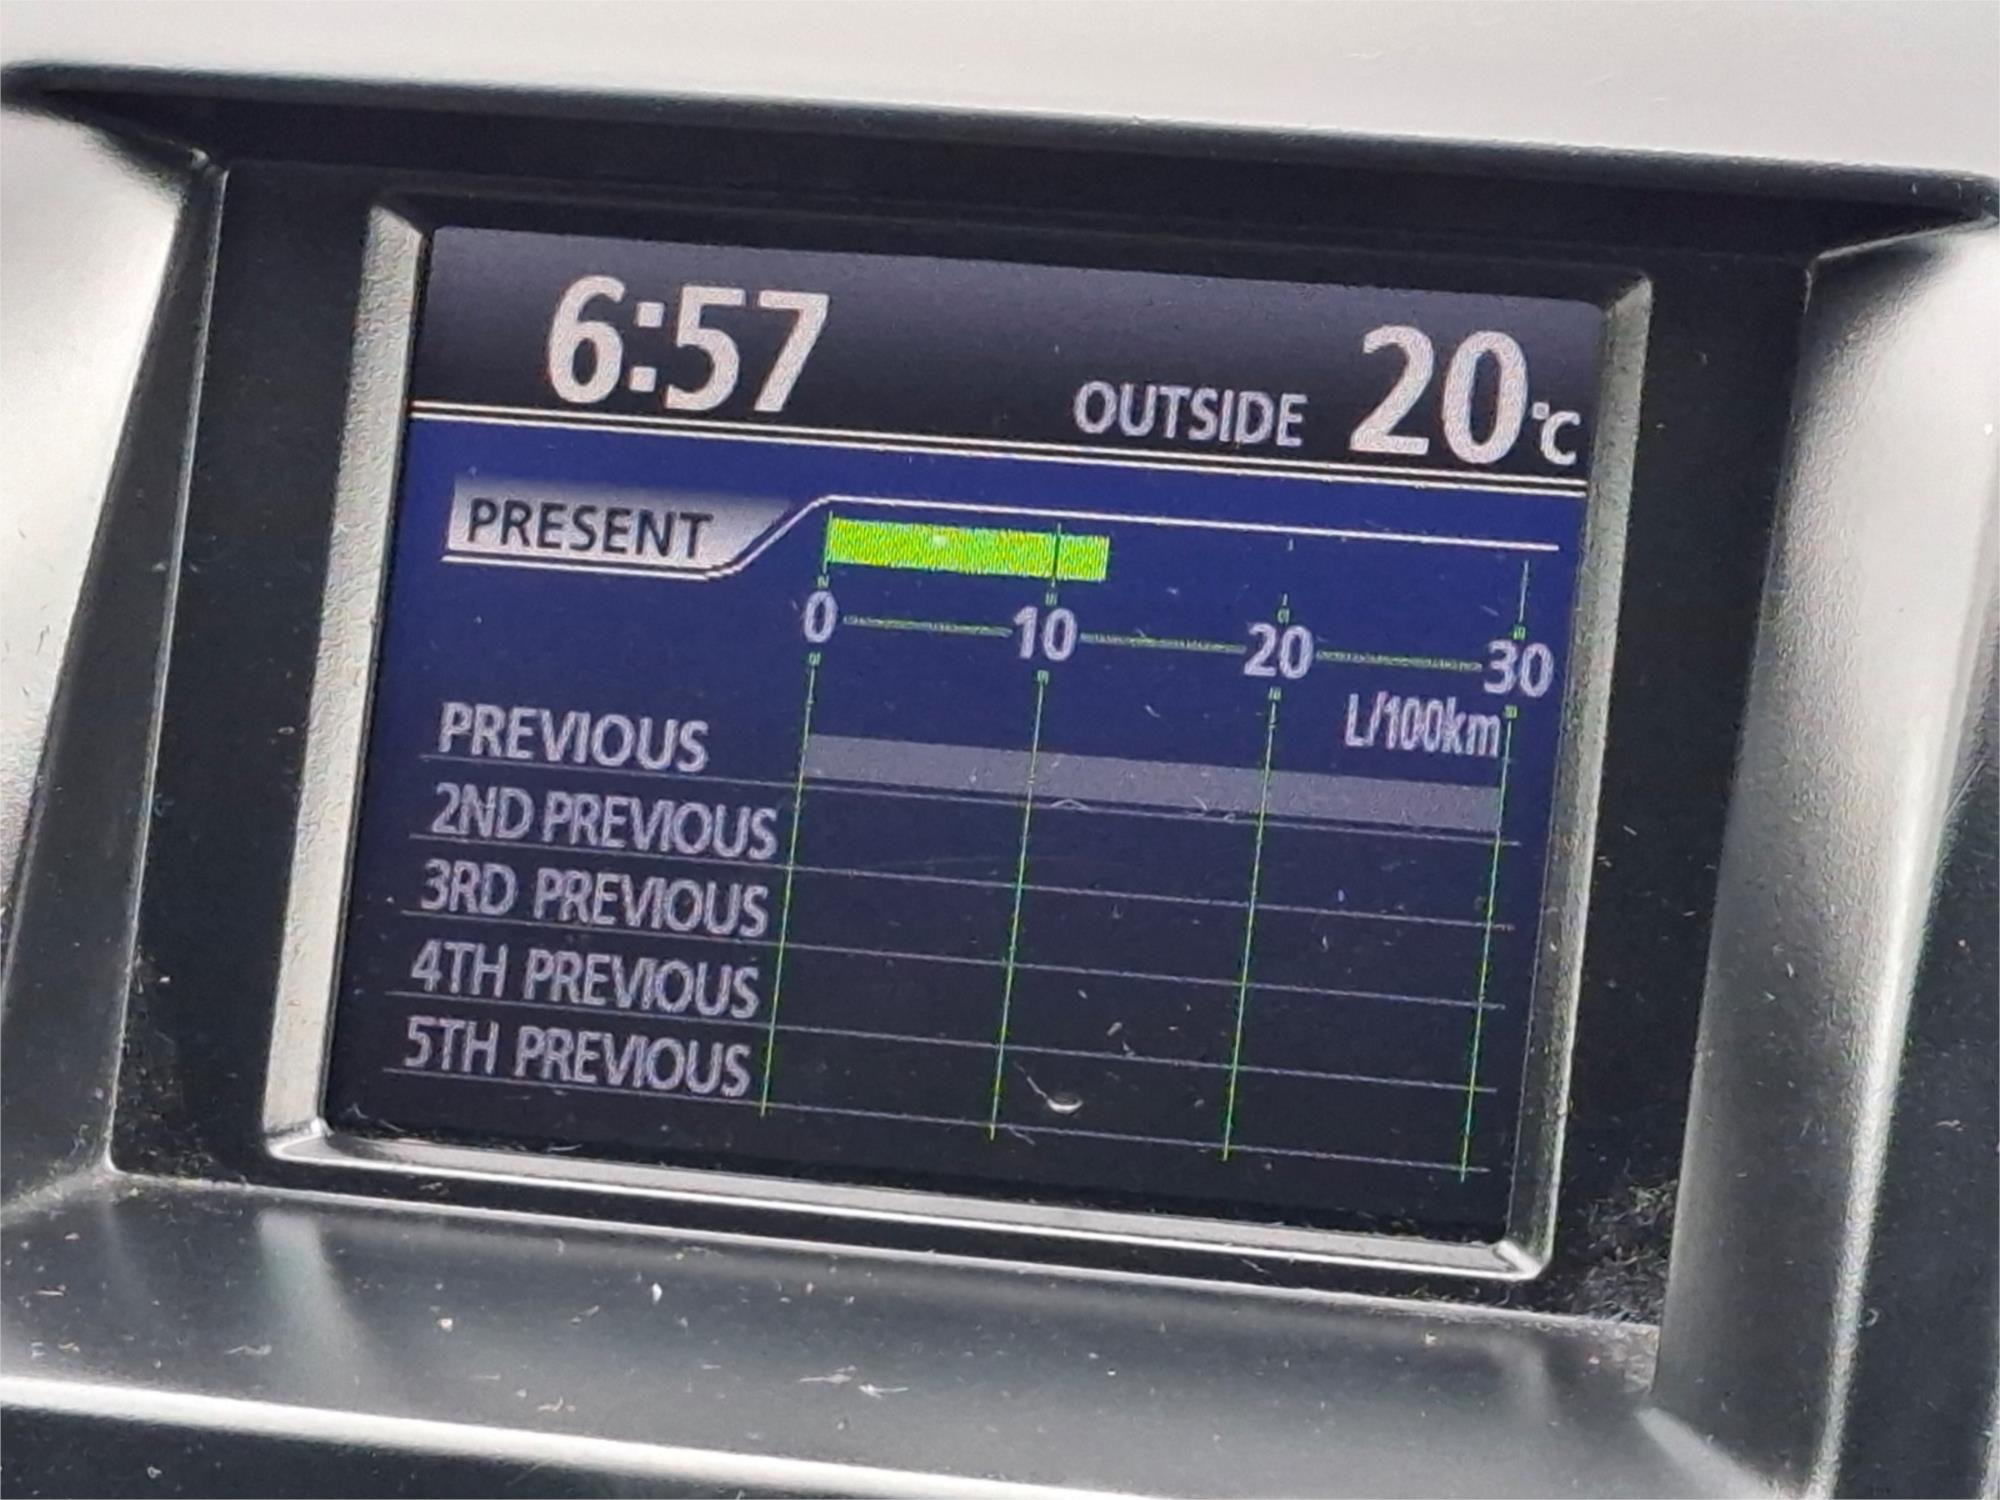 6:57
OUTSIDE 20°C
PRESENT
0 10 20 30
L/100km
PREVIOUS
2ND PREVIOUS
3RD PREVIOUS
4TH PREVIOUS
5TH PREVIOUS